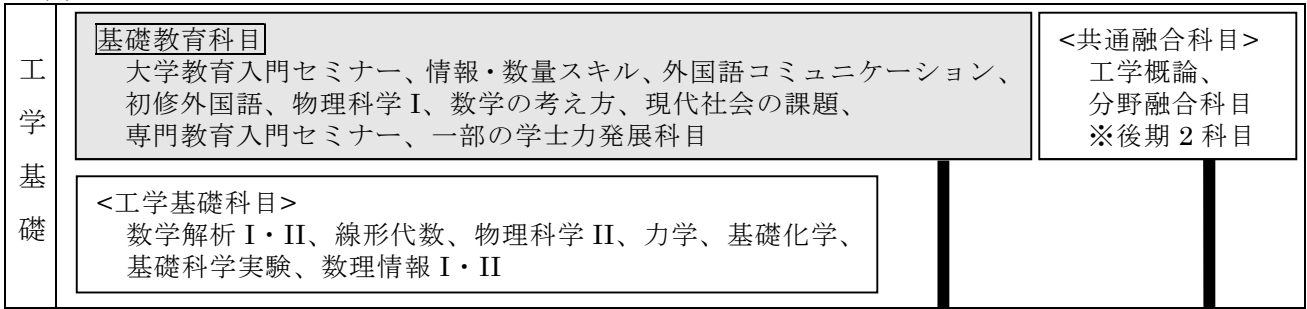 工学基礎
基礎教育科目
大学教育入門セミナー、情報・数量スキル、外国語コミュニケーション、
初修外国語、物理科学 I、数学の考え方、現代社会の課題、
専門教育入門セミナー、一部の学士力発展科目
<共通融合科目>
工学概論、
分野融合科目
※後期 2 科目
<工学基礎科目>
数学解析 I・II、線形代数、物理科学 II、力学、基礎化学、
基礎科学実験、数理情報 I・II